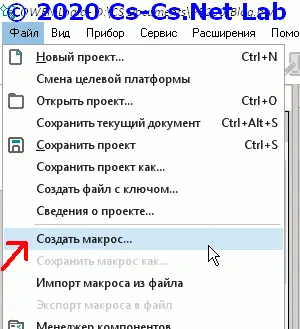 © 2020 Cs-Cs.Net Lab
Файл Вид Прибор Сервис Расширения
Новый проект... Ctrl+N
Смена целевой платформы
Открыть проект... Ctrl+O
Сохранить текущий документ Ctrl+Alt+S
Сохранить проект Ctrl+S
Сохранить проект как...
Создать файл с ключом...
Сведения о проекте...
Создать макрос...
Сохранить макрос как...
Импорт макроса из файла
Экспорт макроса в файл
Менеджер компонентов